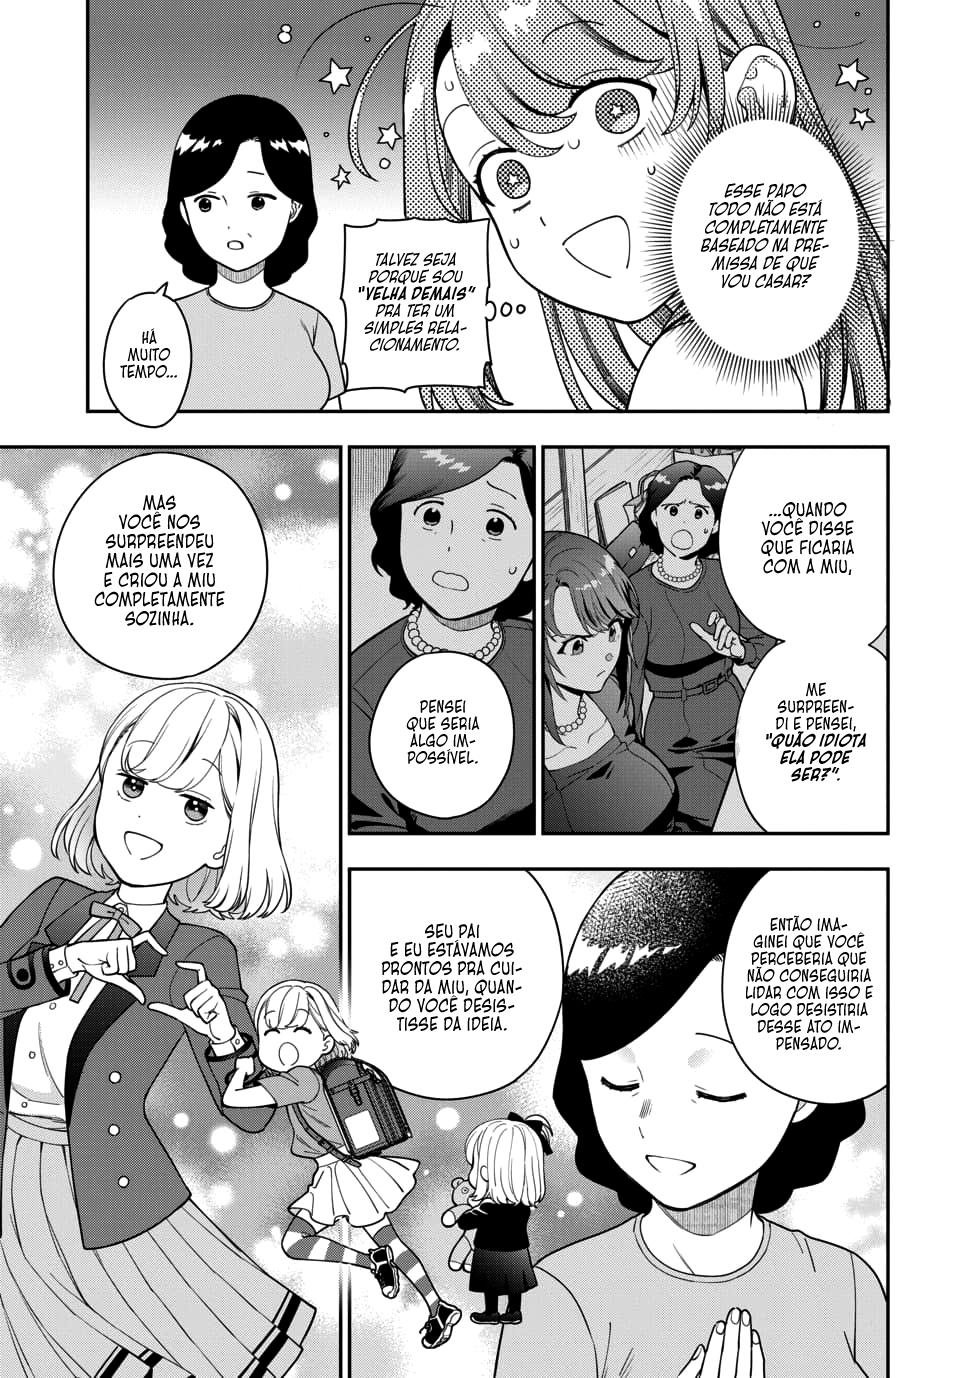 ESSE PAPO
TODO NÃO ESTÁ
COMPLETAMENTE
BASEADO NA PRE-
MISSA DE QUE
VOU CASAR?
TALVEZ SEJA
PORQUE SOU
"VELHA DEMAIS"
PRA TER UM
SIMPLES RELA-
CIONAMENTO.
HÁ
MUITO
TEMPO...
...QUANDO
VOCÊ DISSE
QUE FICARIA
COM A MIU,
ME
SURPREEN-
DI E PENSEI,
"QUÃO IDIOTA
ELA PODE
SER?".
PENSEI
QUE SERIA
ALGO IM-
POSSÍVEL.
ENTÃO IMA-
GINEI QUE VOCÊ
PERCEBERIA QUE
NÃO CONSEGUIRIA
LIDAR COM ISSO E
LOGO DESISTIRIA
DESSE ATO IM-
PENSADO.
SEU PAI
E EU ESTÁVAMOS
PRONTOS PRA CUI-
DAR DA MIU, QUAN-
DO VOCÊ DESIS-
TISSE DA IDEIA.
MAS
VOCÊ NOS
SURPREENDEU
MAIS UMA VEZ
E CRIOU A MIU
COMPLETAMENTE
SOZINHA.